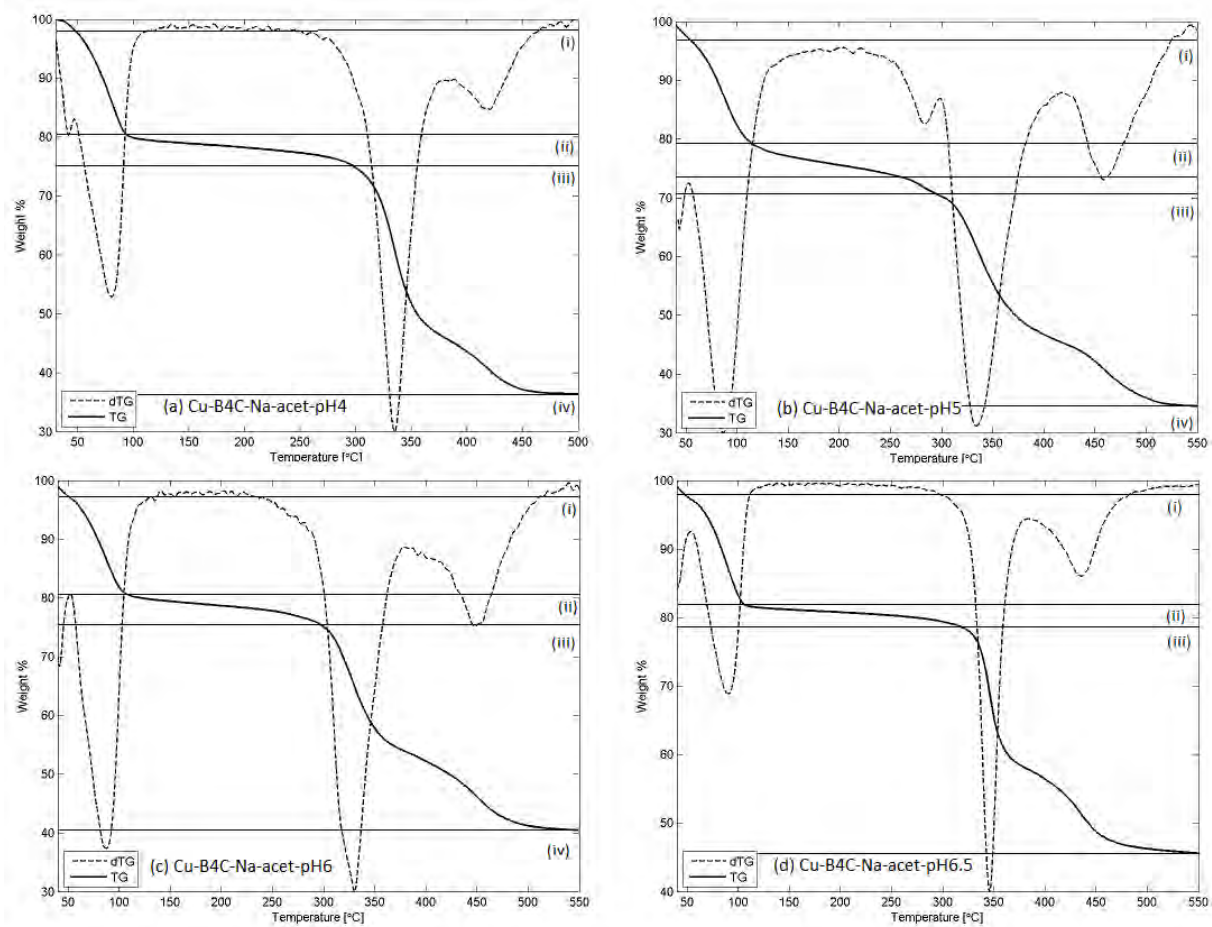 100
90
80
70
60
50
40
30
Weight %
(i)
(ii)
(iii)
(iv)
dTG
TG
(a) Cu-B4C-Na-acet-pH4
50 100 150 200 250 300 350 400 450 500
Temperature [°C]
100
90
80
70
60
50
40
30
Weight %
(i)
(ii)
(iii)
(iv)
dTG
TG
(b) Cu-B4C-Na-acet-pH5
50 100 150 200 250 300 350 400 450 500 550
Temperature [°C]
100
90
80
70
60
50
40
30
Weight %
(i)
(ii)
(iii)
(iv)
dTG
TG
(c) Cu-B4C-Na-acet-pH6
50 100 150 200 250 300 350 400 450 500 550
Temperature [°C]
100
90
80
70
60
50
40
Weight %
(i)
(ii)
(iii)
dTG
TG
(d) Cu-B4C-Na-acet-pH6.5
50 100 150 200 250 300 350 400 450 500 550
Temperature [°C]